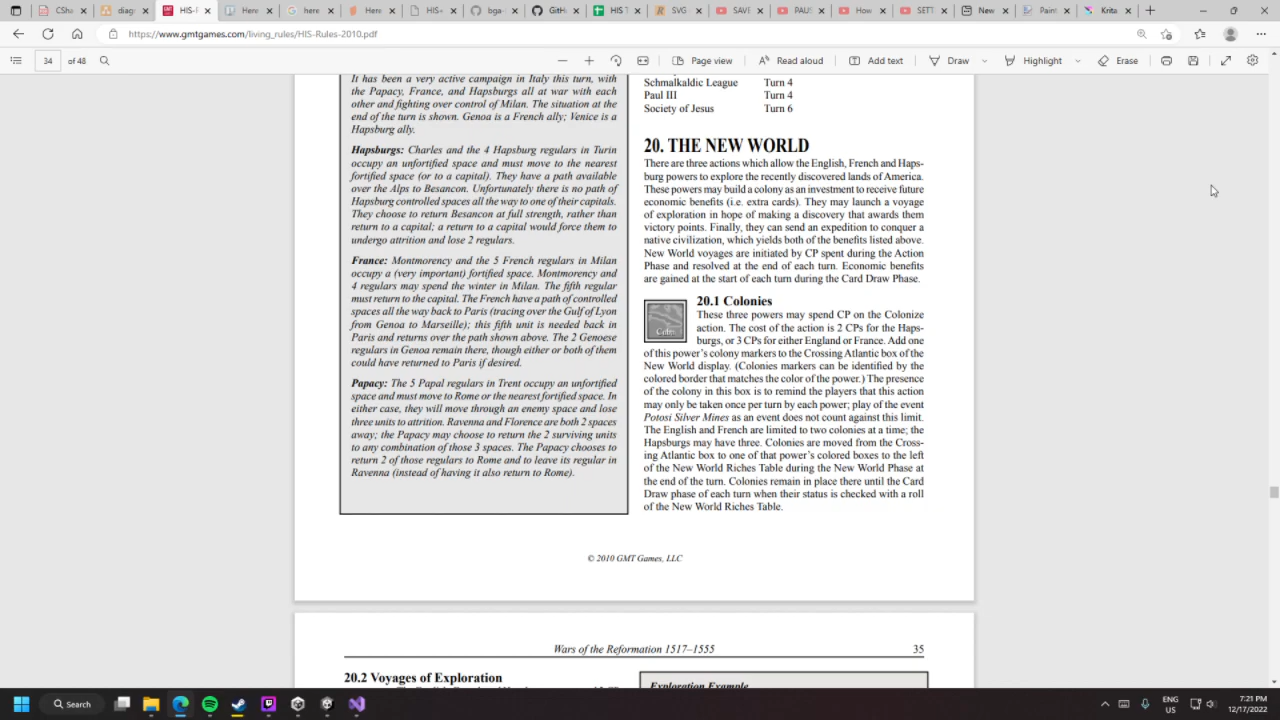 CShe
diag
HIS-F
Here
here
Here
HIS-
bga-
GitH
HIS T
SVG
SAVE
PAUS
How
SETT
New
Paint
Krita
https://www.gmtgames.com/living_rules/HIS-Rules-2010.pdf
34 of 48
Page view
Read aloud
Add text
Draw
Highlight
Erase
It has been a very active campaign in Italy this turn, with
the Papacy, France, and Hapsburgs all at war with each
other and fighting over control of Milan. The situation at the
end of the turn is shown. Genoa is a French ally; Venice is a
Hapsburg ally.
Hapsburgs: Charles and the 4 Hapsburg regulars in Turin
occupy an unfortified space and must move to the nearest
fortified space (or to a capital). They have a path available
over the Alps to Besancon. Unfortunately there is no path of
Hapsburg controlled spaces all the way to one of their capitals.
They choose to return Besancon at full strength, rather than
return to a capital; a return to a capital would force them to
undergo attrition and lose 2 regulars.
France: Montmorency and the 5 French regulars in Milan
occupy a (very important) fortified space. Montmorency and
4 regulars may spend the winter in Milan. The fifth regular
must return to the capital. The French have a path of controlled
spaces all the way back to Paris (tracing over the Gulf of Lyon
from Genoa to Marseille); this fifth unit is needed back in
Paris and returns over the path shown above. The 2 Genoese
regulars in Genoa remain there, though either or both of them
could have returned to Paris if desired.
Papacy: The 5 Papal regulars in Trent occupy an unfortified
space and must move to Rome or the nearest fortified space. In
either case, they will move through an enemy space and lose
three units to attrition. Ravenna and Florence are both 2 spaces
away; the Papacy may choose to return the 2 surviving units
to any combination of those 3 spaces. The Papacy chooses to
return 2 of those regulars to Rome and to leave its regular in
Ravenna (instead of having it also return to Rome).
Schmalkaldic League Turn 4
Paul III Turn 4
Society of Jesus Turn 6
20. THE NEW WORLD
There are three actions which allow the English, French and Haps-
burg powers to explore the recently discovered lands of America.
These powers may build a colony as an investment to receive future
economic benefits (i.e. extra cards). They may launch a voyage
of exploration in hope of making a discovery that awards them
victory points. Finally, they can send an expedition to conquer a
native civilization, which yields both of the benefits listed above.
New World voyages are initiated by CP spent during the Action
Phase and resolved at the end of each turn. Economic benefits
are gained at the start of each turn during the Card Draw Phase.
20.1 Colonies
These three powers may spend CP on the Colonize
action. The cost of the action is 2 CPs for the Haps-
burgs, or 3 CPs for either England or France. Add one
of this power's colony markers to the Crossing Atlantic box of the
New World display. (Colonies markers can be identified by the
colored border that matches the color of the power.) The presence
of the colony in this box is to remind the players that this action
may only be taken once per turn by each power; play of the event
Potosi Silver Mines as an event does not count against this limit.
The English and French are limited to two colonies at a time; the
Hapsburgs may have three. Colonies are moved from the Cross-
ing Atlantic box to one of that power's colored boxes to the left
of the New World Riches Table during the New World Phase at
the end of the turn. Colonies remain in place there until the Card
Draw phase of each turn when their status is checked with a roll
of the New World Riches Table.
© 2010 GMT Games, LLC
Wars of the Reformation 1517–1555 35
20.2 Voyages of Exploration
Exploration Example
Search
ENG
US
7:21 PM
12/17/2022